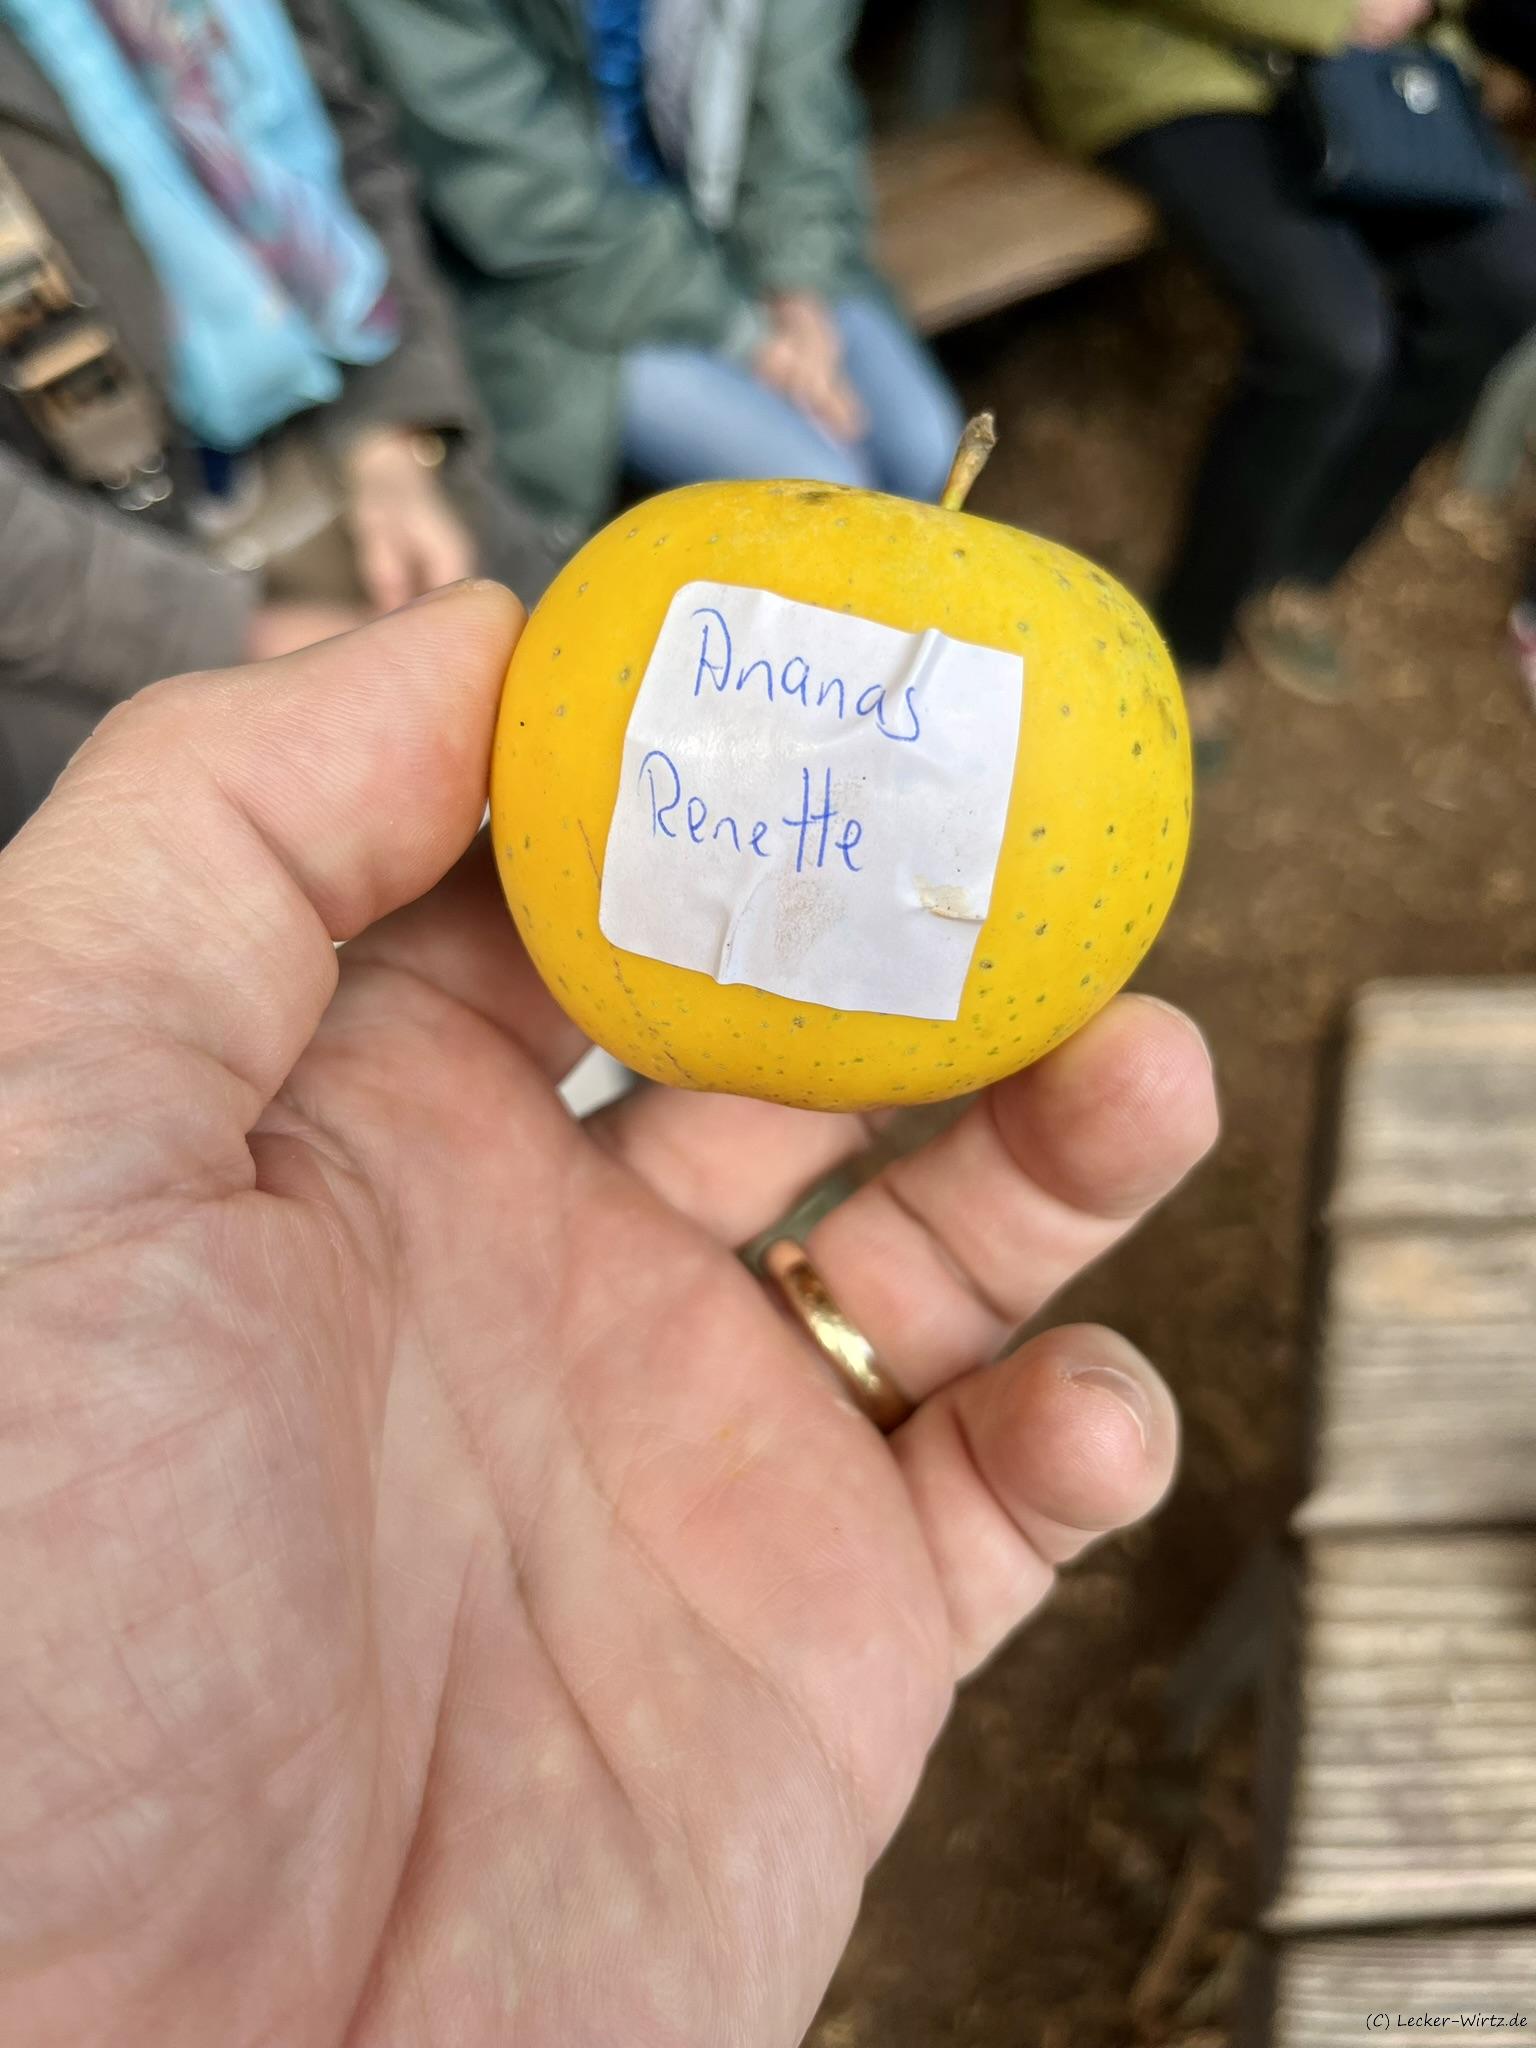 Ananas
Renette
(C) Lecker-Wirtz.de